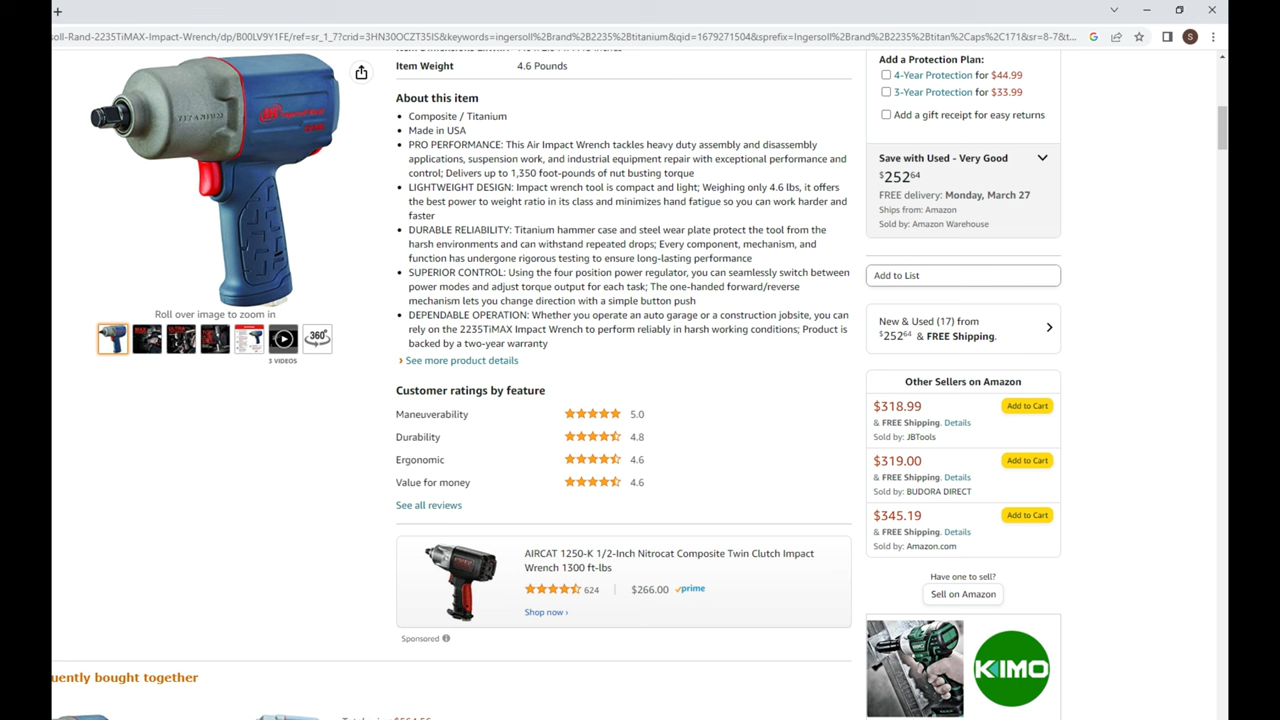 soll-Rand-2235TiMAX-Impact-Wrench/dp/B00LV9Y1FE/ref=sr_1_7?crid=3HN30OCZT35IS&keywords=ingersoll%2Brand%2B2235%2Btitanium&qid=1679271504&sprefix=Ingersoll%2Brand%2B2235%2Btitan%2Caps%2C171&sr=8-7&t...
S
Item Weight 4.6 Pounds
About this item
• Composite / Titanium
• Made in USA
• PRO PERFORMANCE: This Air Impact Wrench tackles heavy duty assembly and disassembly
applications, suspension work, and industrial equipment repair with exceptional performance and
control; Delivers up to 1,350 foot-pounds of nut busting torque
• LIGHTWEIGHT DESIGN: Impact wrench tool is compact and light; Weighing only 4.6 lbs, it offers
the best power to weight ratio in its class and minimizes hand fatigue so you can work harder and
faster
• DURABLE RELIABILITY: Titanium hammer case and steel wear plate protect the tool from the
harsh environments and can withstand repeated drops; Every component, mechanism, and
function has undergone rigorous testing to ensure long-lasting performance
• SUPERIOR CONTROL: Using the four position power regulator, you can seamlessly switch between
power modes and adjust torque output for each task; The one-handed forward/reverse
mechanism lets you change direction with a simple button push
• DEPENDABLE OPERATION: Whether you operate an auto garage or a construction jobsite, you can
rely on the 2235TiMAX Impact Wrench to perform reliably in harsh working conditions; Product is
backed by a two-year warranty
› See more product details
TITANIUM
Ingersoll Rand
Roll over image to zoom in
360°
3 VIDEOS
Customer ratings by feature
Maneuverability 5.0
Durability 4.8
Ergonomic 4.6
Value for money 4.6
See all reviews
AIRCAT 1250-K 1/2-Inch Nitrocat Composite Twin Clutch Impact
Wrench 1300 ft-lbs
624 | $266.00 prime
Shop now ›
Sponsored
uently bought together
Add a Protection Plan:
4-Year Protection for $44.99
3-Year Protection for $33.99
Add a gift receipt for easy returns
Save with Used - Very Good
$252 64
FREE delivery: Monday, March 27
Ships from: Amazon
Sold by: Amazon Warehouse
Add to List
New & Used (17) from
$252 64 & FREE Shipping.
Other Sellers on Amazon
$318.99 Add to Cart
& FREE Shipping. Details
Sold by: JBTools
$319.00 Add to Cart
& FREE Shipping. Details
Sold by: BUDORA DIRECT
$345.19 Add to Cart
& FREE Shipping. Details
Sold by: Amazon.com
Have one to sell?
Sell on Amazon
KIMO